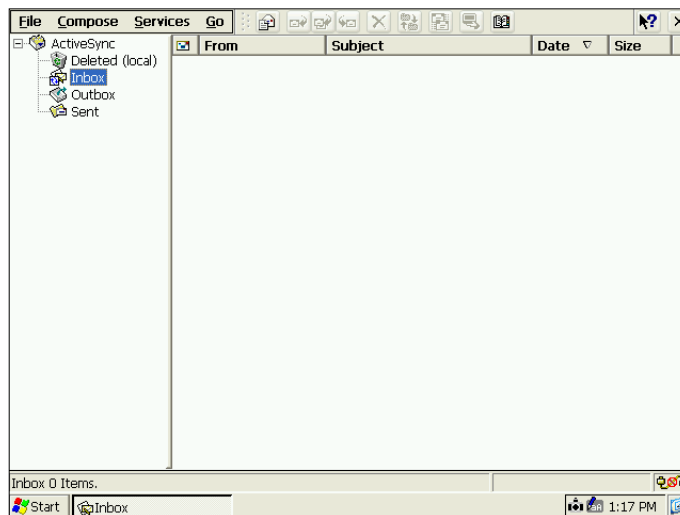 File Compose Services Go
ActiveSync
Deleted (local)
Inbox
Outbox
Sent
From Subject Date Size
Inbox 0 Items.
Start Inbox 1:17 PM